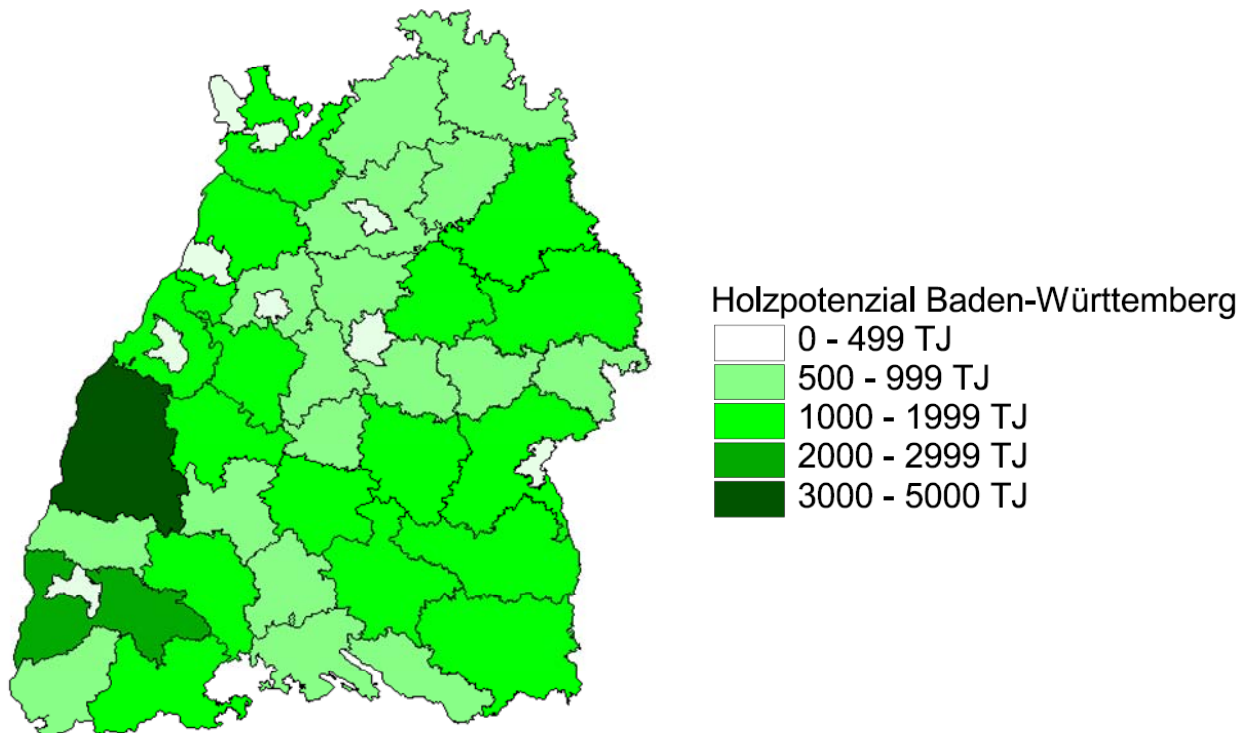 Holzpotenzial Baden-Württemberg
0 - 499 TJ
500 - 999 TJ
1000 - 1999 TJ
2000 - 2999 TJ
3000 - 5000 TJ